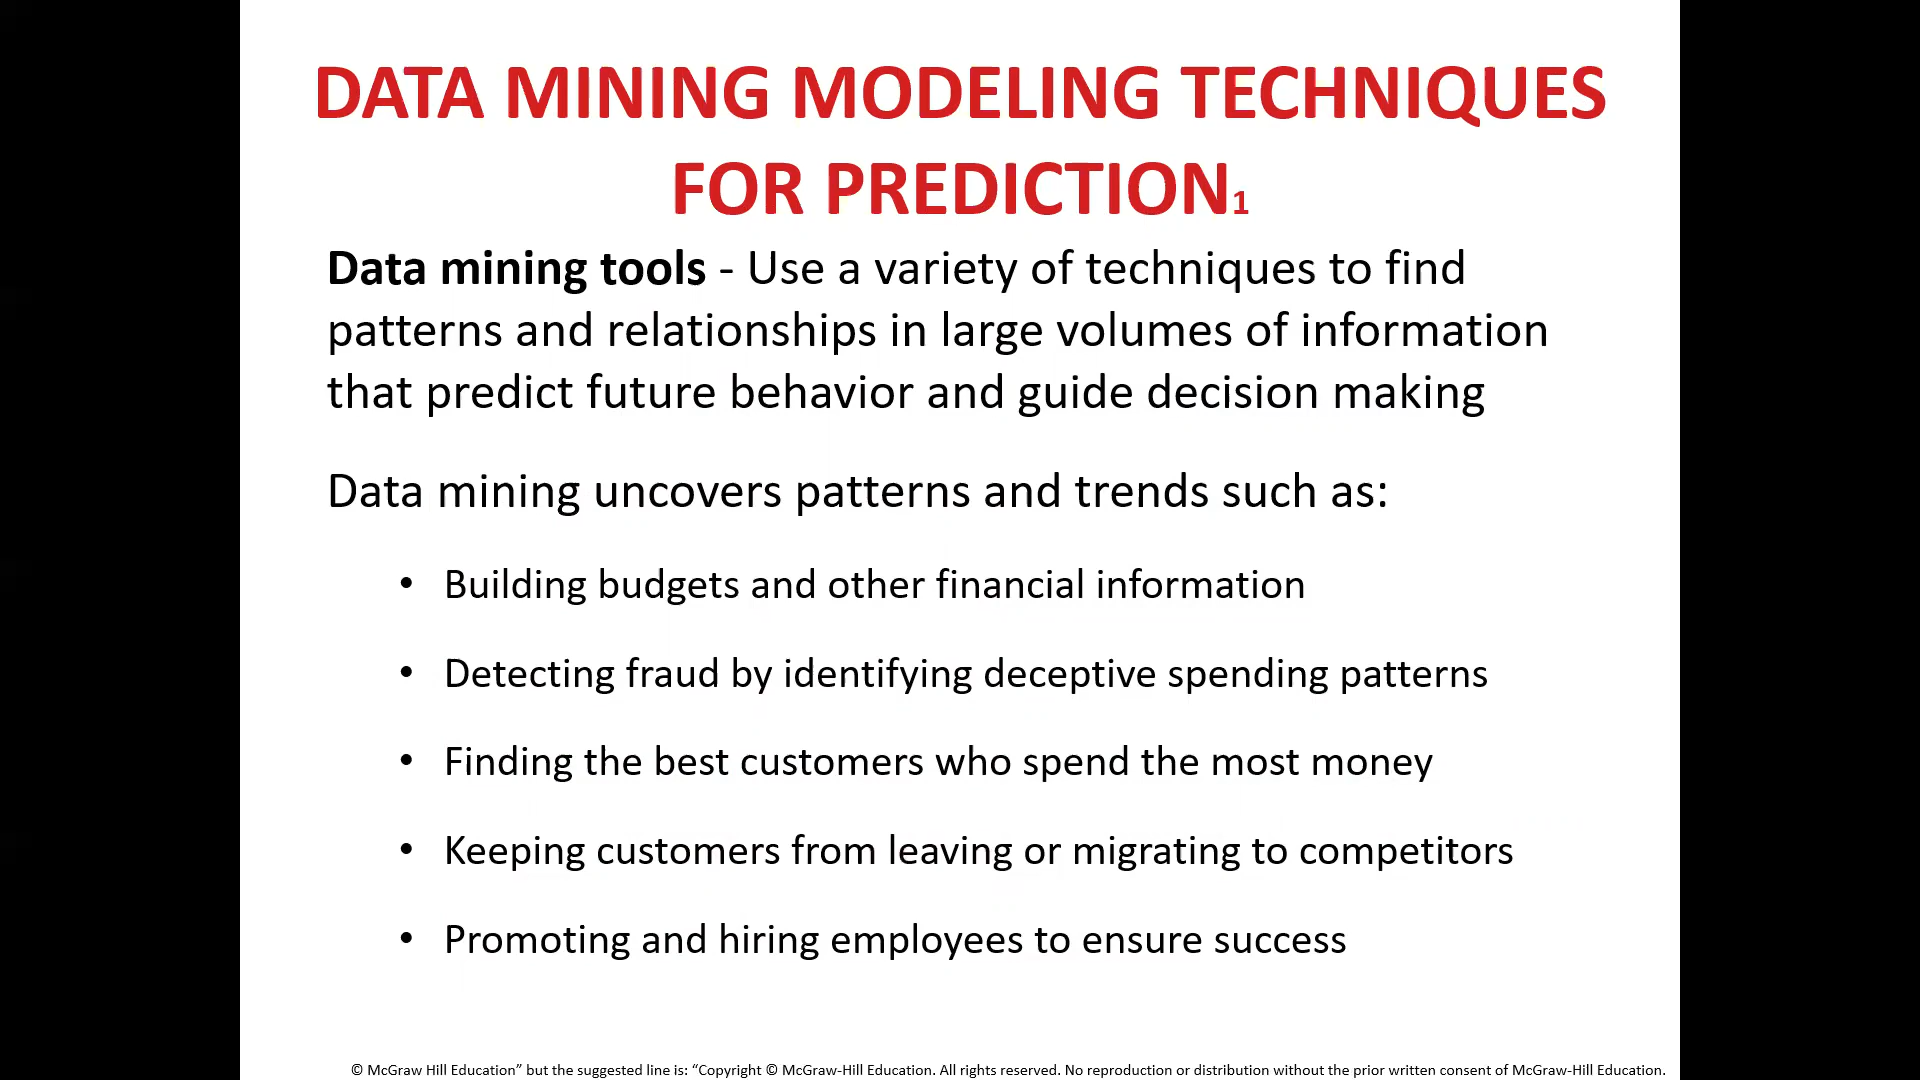 DATA MINING MODELING TECHNIQUES
FOR PREDICTION1
Data mining tools - Use a variety of techniques to find
patterns and relationships in large volumes of information
that predict future behavior and guide decision making
Data mining uncovers patterns and trends such as:
• Building budgets and other financial information
• Detecting fraud by identifying deceptive spending patterns
• Finding the best customers who spend the most money
• Keeping customers from leaving or migrating to competitors
• Promoting and hiring employees to ensure success
© McGraw Hill Education” but the suggested line is: “Copyright © McGraw-Hill Education. All rights reserved. No reproduction or distribution without the prior written consent of McGraw-Hill Education.